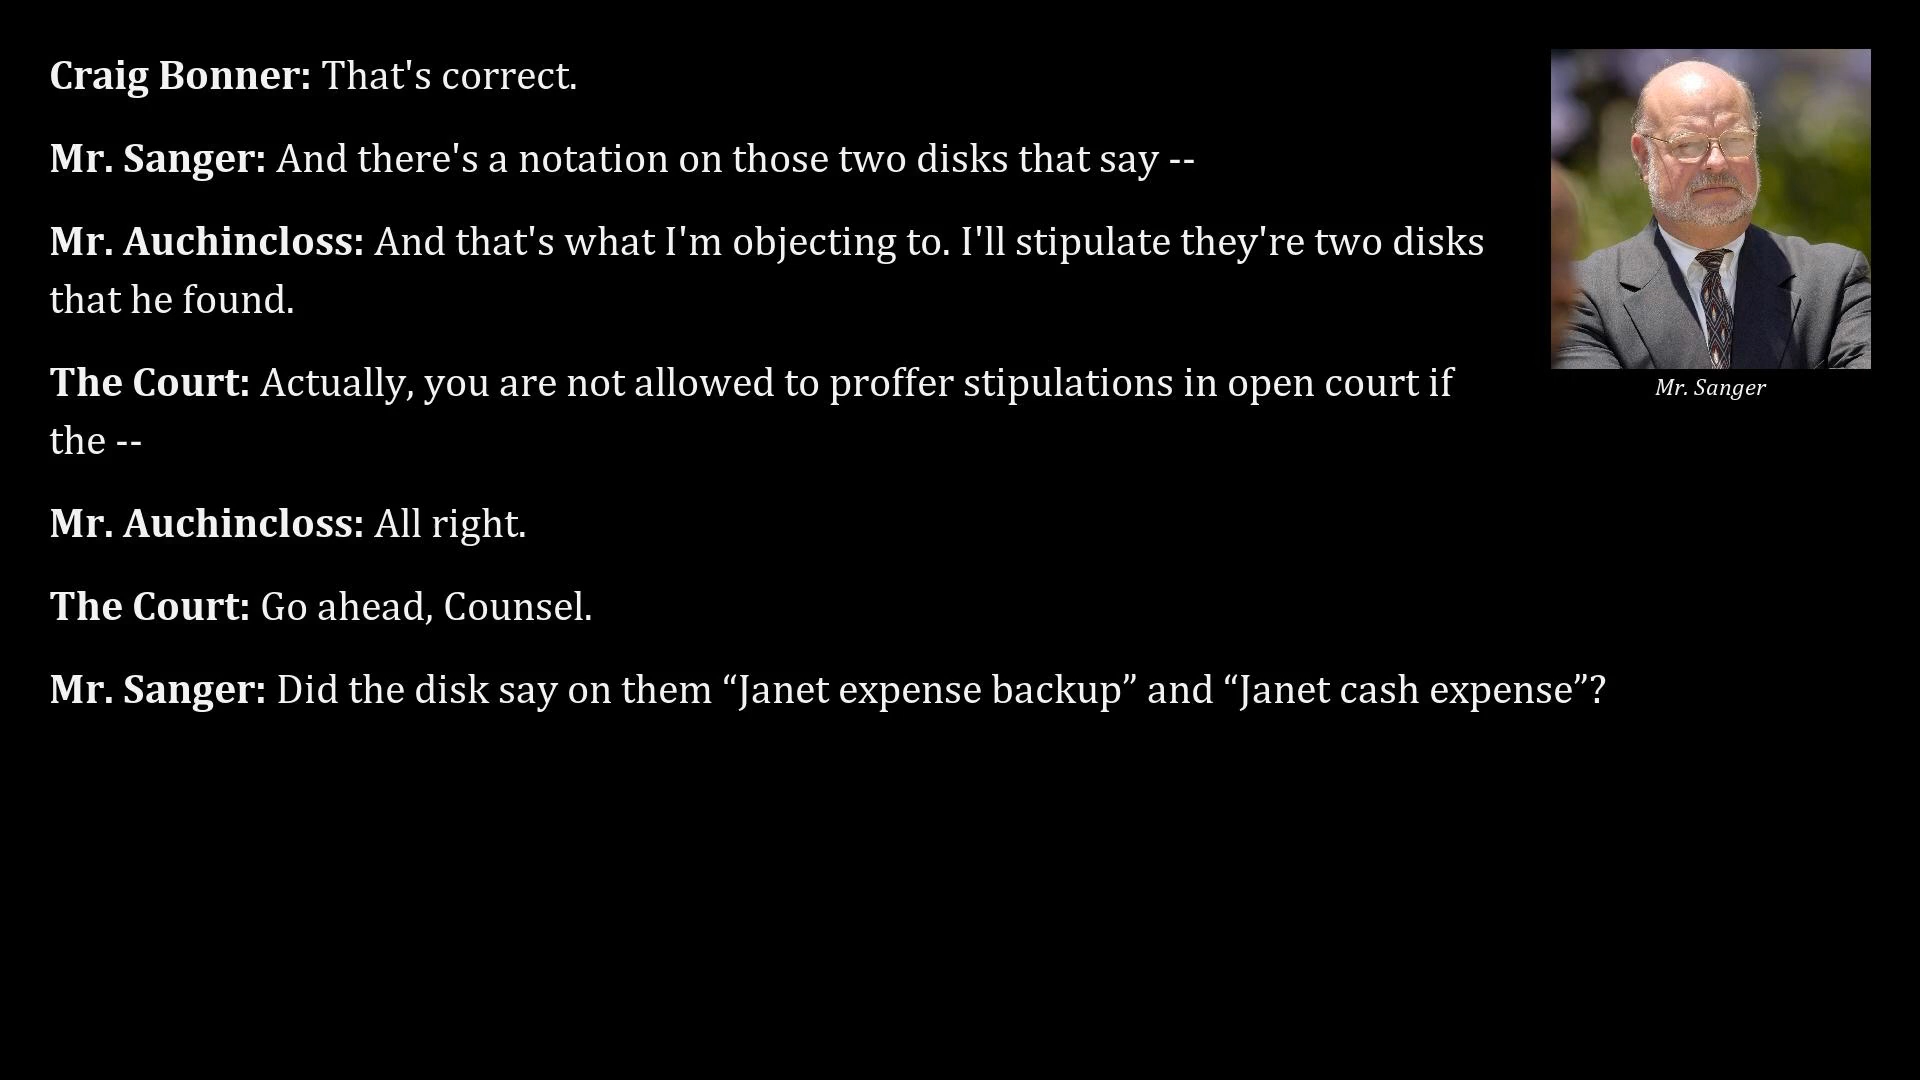 Craig Bonner: That's correct.
Mr. Sanger: And there's a notation on those two disks that say --
Mr. Auchincloss: And that's what I'm objecting to. I'll stipulate they're two disks
that he found.
The Court: Actually, you are not allowed to proffer stipulations in open court if
the --
Mr. Auchincloss: All right.
The Court: Go ahead, Counsel.
Mr. Sanger: Did the disk say on them “Janet expense backup” and “Janet cash expense”?
Mr. Sanger